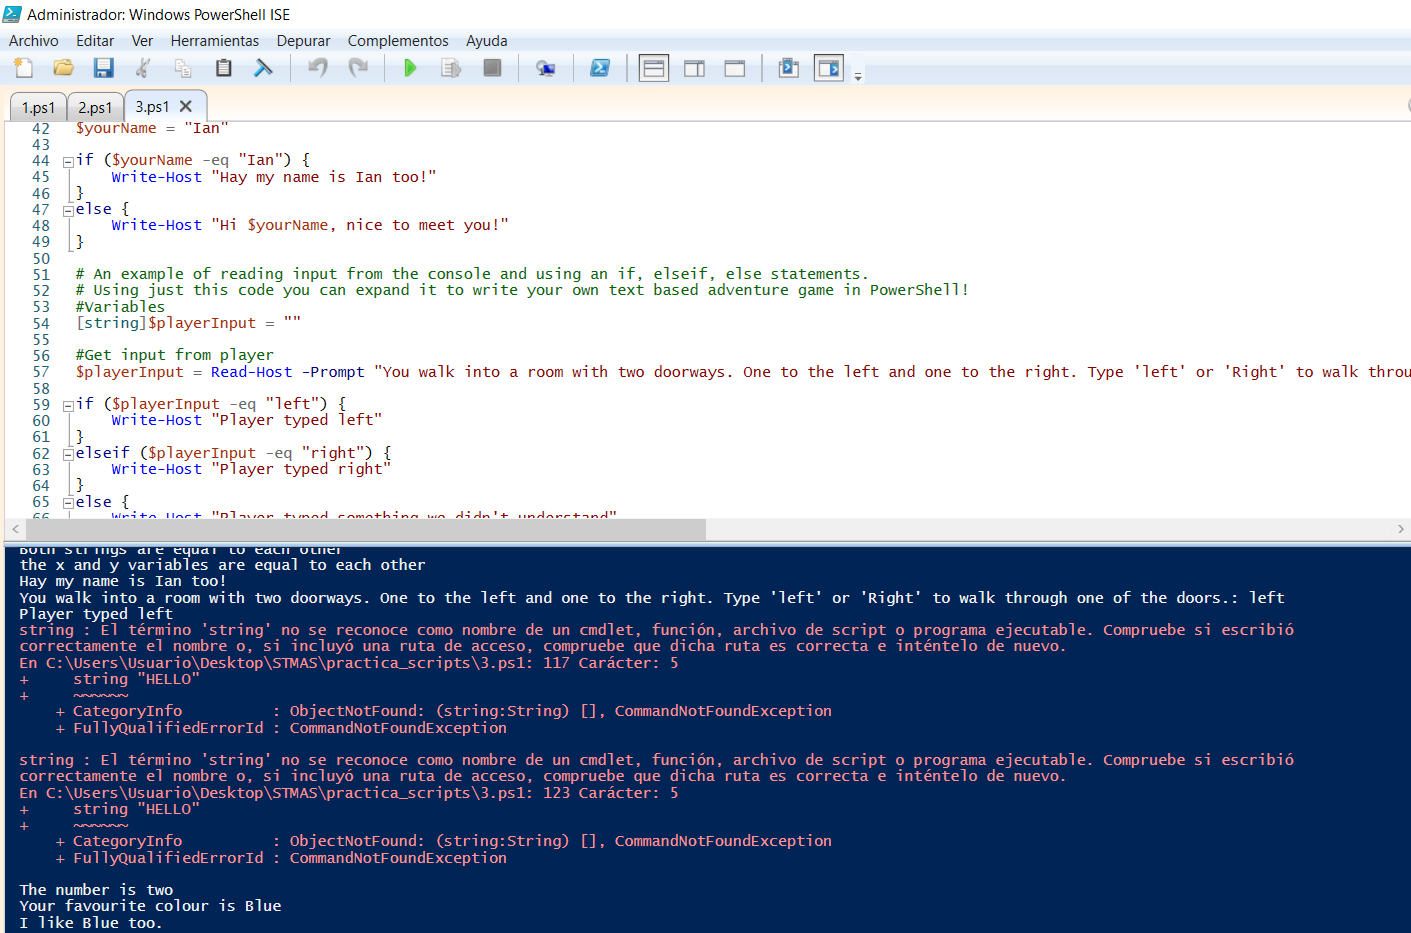 Administrador: Windows PowerShell ISE
Archivo Editar Ver Herramientas Depurar Complementos Ayuda
1.ps1 2.ps1 3.ps1
42 $yourName = "Ian"
43
44 if ($yourName -eq "Ian") {
45 Write-Host "Hay my name is Ian too!"
46 }
47 else {
48 Write-Host "Hi $yourName, nice to meet you!"
49 }
50
51 # An example of reading input from the console and using an if, elseif, else statements.
52 # Using just this code you can expand it to write your own text based adventure game in PowerShell!
53 #Variables
54 [string]$playerInput = ""
55
56 #Get input from player
57 $playerInput = Read-Host -Prompt "You walk into a room with two doorways. One to the left and one to the right. Type 'left' or 'Right' to walk throu
58
59 if ($playerInput -eq "left") {
60 Write-Host "Player typed left"
61 }
62 elseif ($playerInput -eq "right") {
63 Write-Host "Player typed right"
64 }
65 else {
66 Write-Host "Player typed something we didn't understand"
Both strings are equal to each other
the x and y variables are equal to each other
Hay my name is Ian too!
You walk into a room with two doorways. One to the left and one to the right. Type 'left' or 'Right' to walk through one of the doors.: left
Player typed left
string : El término 'string' no se reconoce como nombre de un cmdlet, función, archivo de script o programa ejecutable. Compruebe si escribió
correctamente el nombre o, si incluyó una ruta de acceso, compruebe que dicha ruta es correcta e inténtelo de nuevo.
En C:\Users\Usuario\Desktop\STMAS\practica_scripts\3.ps1: 117 Carácter: 5
+ string "HELLO"
+ ~~~~~~
+ CategoryInfo : ObjectNotFound: (string:String) [], CommandNotFoundException
+ FullyQualifiedErrorId : CommandNotFoundException
string : El término 'string' no se reconoce como nombre de un cmdlet, función, archivo de script o programa ejecutable. Compruebe si escribió
correctamente el nombre o, si incluyó una ruta de acceso, compruebe que dicha ruta es correcta e inténtelo de nuevo.
En C:\Users\Usuario\Desktop\STMAS\practica_scripts\3.ps1: 123 Carácter: 5
+ string "HELLO"
+ ~~~~~~
+ CategoryInfo : ObjectNotFound: (string:String) [], CommandNotFoundException
+ FullyQualifiedErrorId : CommandNotFoundException
The number is two
Your favourite colour is Blue
I like Blue too.